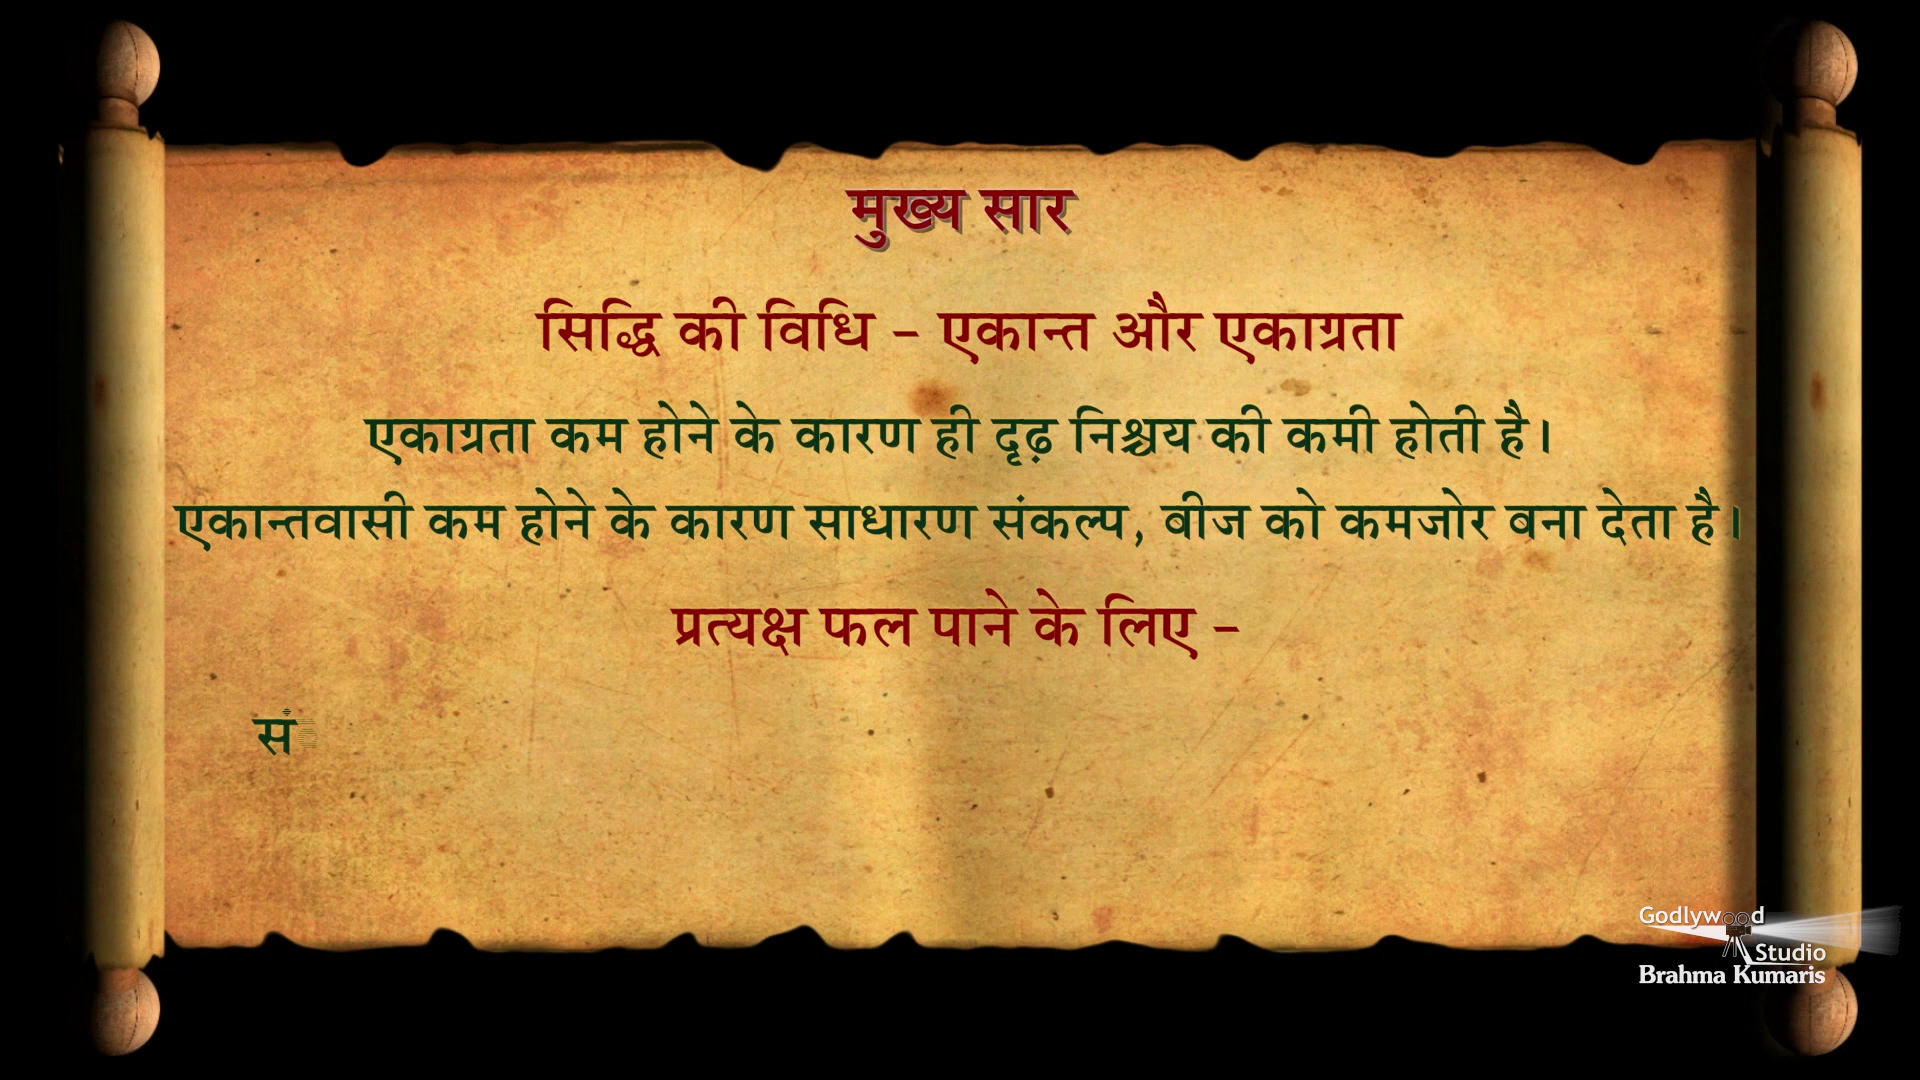 मुख्य सार
सिद्धि की विधि - एकान्त और एकाग्रता
एकाग्रता कम होने के कारण ही दृढ़ निश्चय की कमी होती है।
एकान्तवासी कम होने के कारण साधारण संकल्प, बीज को कमजोर बना देता है।
प्रत्यक्ष फल पाने के लिए -
सं
Godlywood
Studio
Brahma Kumaris